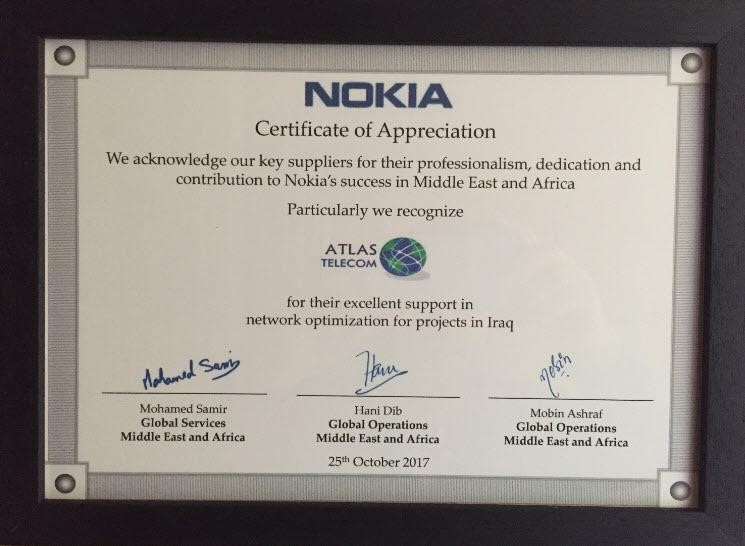 NOKIA
Certificate of Appreciation
We acknowledge our key suppliers for their professionalism, dedication and
contribution to Nokia's success in Middle East and Africa
Particularly we recognize
ATLAS
TELECOM
for their excellent support in
network optimization for projects in Iraq
Mohamed Samir Hani Mobin
Mohamed Samir Hani Dib Mobin Ashraf
Global Services Global Operations Global Operations
Middle East and Africa Middle East and Africa Middle East and Africa
25th October 2017